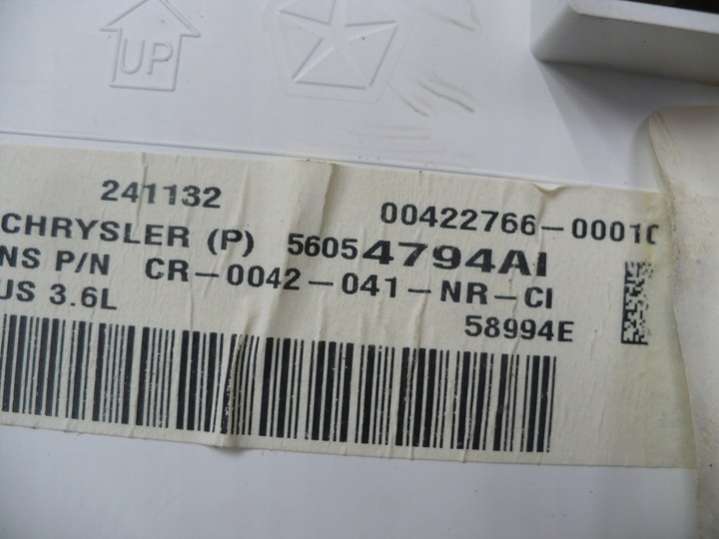 UP
241132
00422766-0001
CHRYSLER (P) 56054794AI
NS P/N CR-0042-041-NR-CI
US 3.6L
58994E